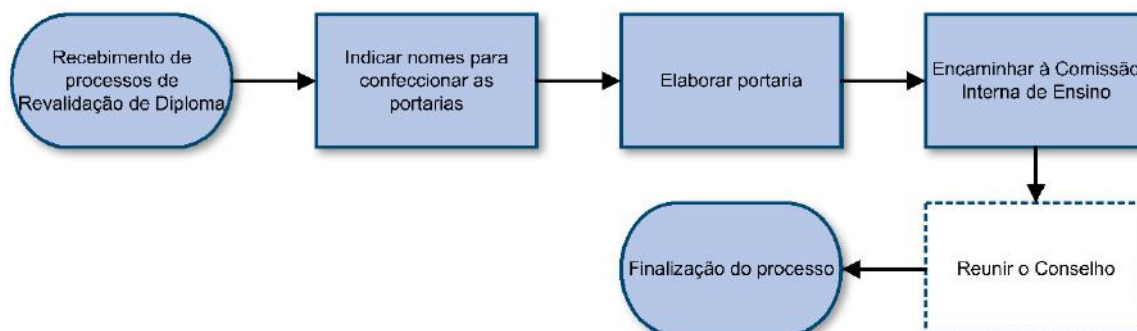 Recebimento de
processos de
Revalidação de Diploma
Indicar nomes para
confeccionar as
portarias
Elaborar portaria
Encaminhar à Comissão
Interna de Ensino
Reunir o Conselho
Finalização do processo